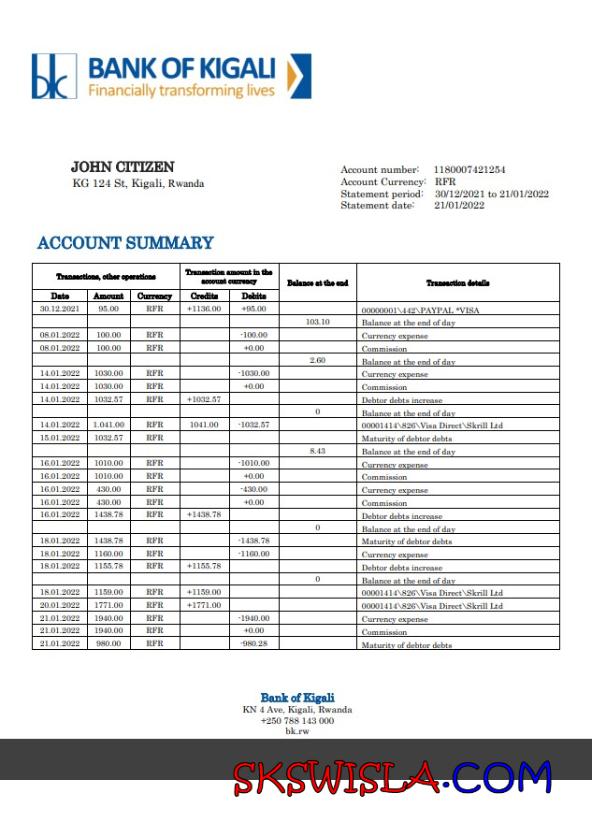 bk BANK OF KIGALI
Financially transforming lives
JOHN CITIZEN
KG 124 St, Kigali, Rwanda
Account number: 1180007421254
Account Currency: RFR
Statement period: 30/12/2021 to 21/01/2022
Statement date: 21/01/2022
ACCOUNT SUMMARY
Transactions, other operations Transaction amount in the account currency Balance at the end Transaction details
Date Amount Currency Credits Debits
30.12.2021 95.00 RFR +1136.00 +95.00 00000001\442\PAYPAL *VISA
103.10 Balance at the end of day
08.01.2022 100.00 RFR -100.00 Currency expense
08.01.2022 100.00 RFR +0.00 Commission
2.60 Balance at the end of day
14.01.2022 1030.00 RFR -1030.00 Currency expense
14.01.2022 1030.00 RFR +0.00 Commission
14.01.2022 1032.57 RFR +1032.57 Debtor debts increase
0 Balance at the end of day
14.01.2022 1.041.00 RFR 1041.00 -1032.57 00001414\826\Visa Direct\Skrill Ltd
15.01.2022 1032.57 RFR Maturity of debtor debts
8.43 Balance at the end of day
16.01.2022 1010.00 RFR -1010.00 Currency expense
16.01.2022 1010.00 RFR +0.00 Commission
16.01.2022 430.00 RFR -430.00 Currency expense
16.01.2022 430.00 RFR +0.00 Commission
16.01.2022 1438.78 RFR +1438.78 Debtor debts increase
0 Balance at the end of day
18.01.2022 1438.78 RFR -1438.78 Maturity of debtor debts
18.01.2022 1160.00 RFR -1160.00 Currency expense
18.01.2022 1155.78 RFR +1155.78 Debtor debts increase
0 Balance at the end of day
18.01.2022 1159.00 RFR +1159.00 00001414\826\Visa Direct\Skrill Ltd
20.01.2022 1771.00 RFR +1771.00 00001414\826\Visa Direct\Skrill Ltd
21.01.2022 1940.00 RFR -1940.00 Currency expense
21.01.2022 1940.00 RFR +0.00 Commission
21.01.2022 980.00 RFR -980.28 Maturity of debtor debts
Bank of Kigali
KN 4 Ave, Kigali, Rwanda
+250 788 143 000
bk.rw
SKSWISLA.COM